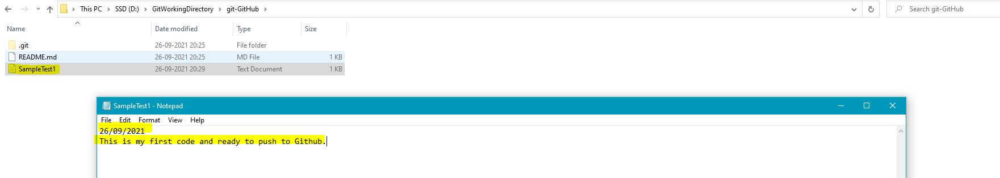 This PC > SSD (D:) > GitWorkingDirectory > git-GitHub >
Search git-GitHub
Name Date modified Type Size
.git 26-09-2021 20:25 File folder
README.md 26-09-2021 20:25 MD File 1 KB
SampleTest1 26-09-2021 20:29 Text Document 1 KB
SampleTest1 - Notepad
File Edit Format View Help
26/09/2021
This is my first code and ready to push to Github.